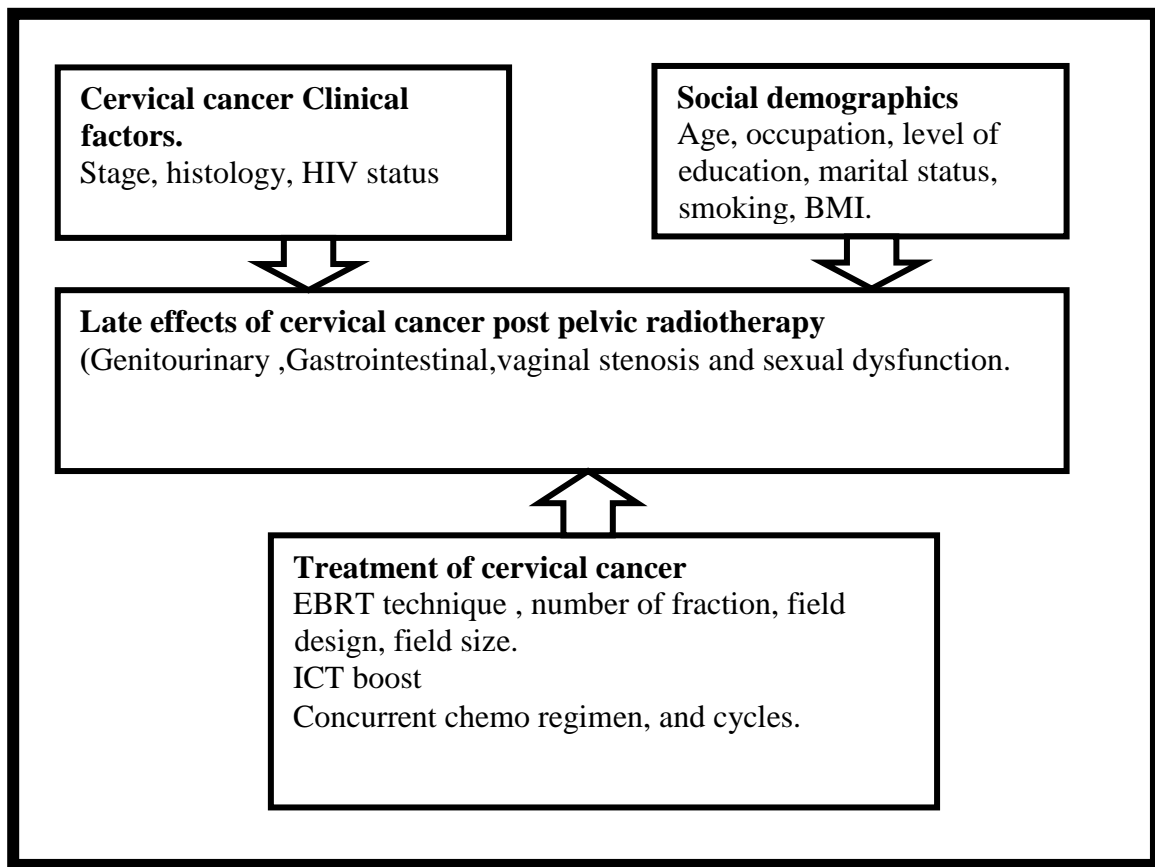 Cervical cancer Clinical
factors.
Stage, histology, HIV status
Social demographics
Age, occupation, level of
education, marital status,
smoking, BMI.
Late effects of cervical cancer post pelvic radiotherapy
(Genitourinary ,Gastrointestinal,vaginal stenosis and sexual dysfunction.
Treatment of cervical cancer
EBRT technique , number of fraction, field
design, field size.
ICT boost
Concurrent chemo regimen, and cycles.